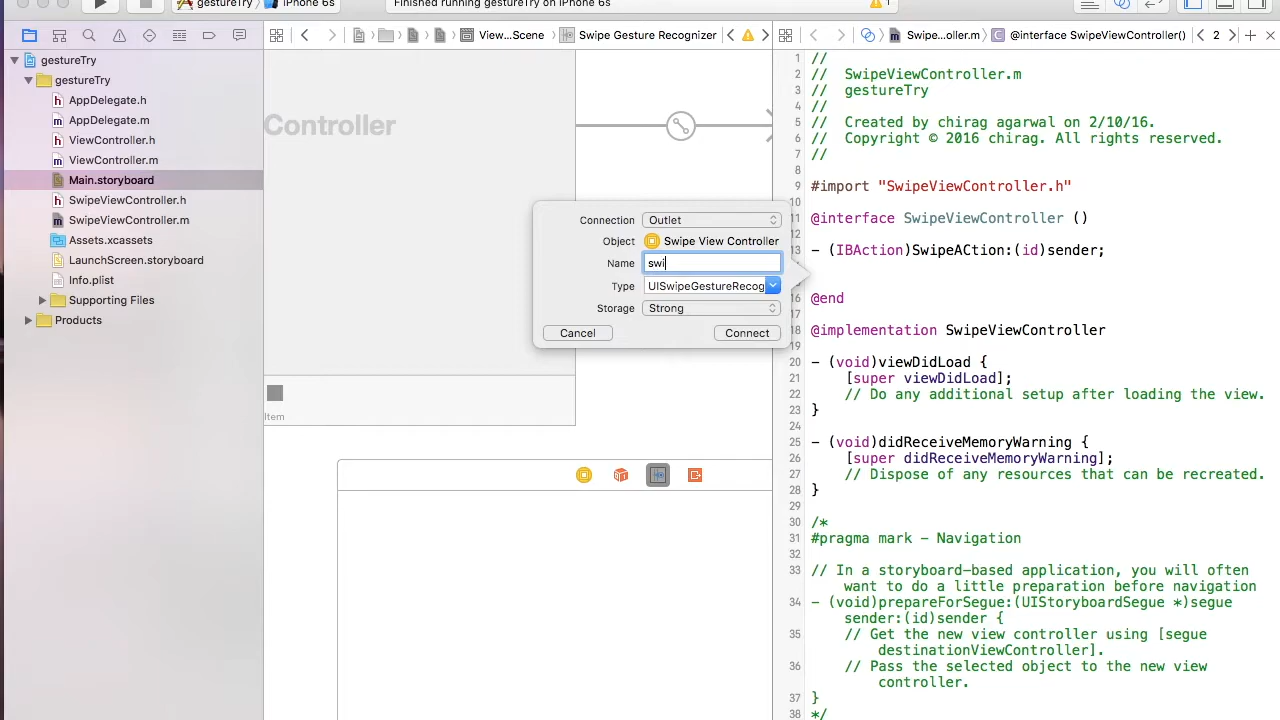 gestureTry
iPhone 6s
Finished running gestureTry on iPhone 6s
1
View...Scene
Swipe Gesture Recognizer
Swipe...oller.m
@interface SwipeViewController()
2
gestureTry
gestureTry
AppDelegate.h
AppDelegate.m
ViewController.h
ViewController.m
Main.storyboard
SwipeViewController.h
SwipeViewController.m
Assets.xcassets
LaunchScreen.storyboard
Info.plist
Supporting Files
Products
Controller
Item
Connection Outlet
Object Swipe View Controller
Name swi
Type UISwipeGestureRecog
Storage Strong
Cancel Connect
1 //
2 // SwipeViewController.m
3 // gestureTry
4 //
5 // Created by chirag agarwal on 2/10/16.
6 // Copyright © 2016 chirag. All rights reserved.
7 //
8
9 #import "SwipeViewController.h"
10
11 @interface SwipeViewController ()
12
13 - (IBAction)SwipeACtion:(id)sender;
16 @end
17
18 @implementation SwipeViewController
19
20 - (void)viewDidLoad {
21 [super viewDidLoad];
22 // Do any additional setup after loading the view.
23 }
24
25 - (void)didReceiveMemoryWarning {
26 [super didReceiveMemoryWarning];
27 // Dispose of any resources that can be recreated.
28 }
29
30 /*
31 #pragma mark - Navigation
32
33 // In a storyboard-based application, you will often
want to do a little preparation before navigation
34 - (void)prepareForSegue:(UIStoryboardSegue *)segue
sender:(id)sender {
35 // Get the new view controller using [segue
destinationViewController].
36 // Pass the selected object to the new view
controller.
37 }
38 */